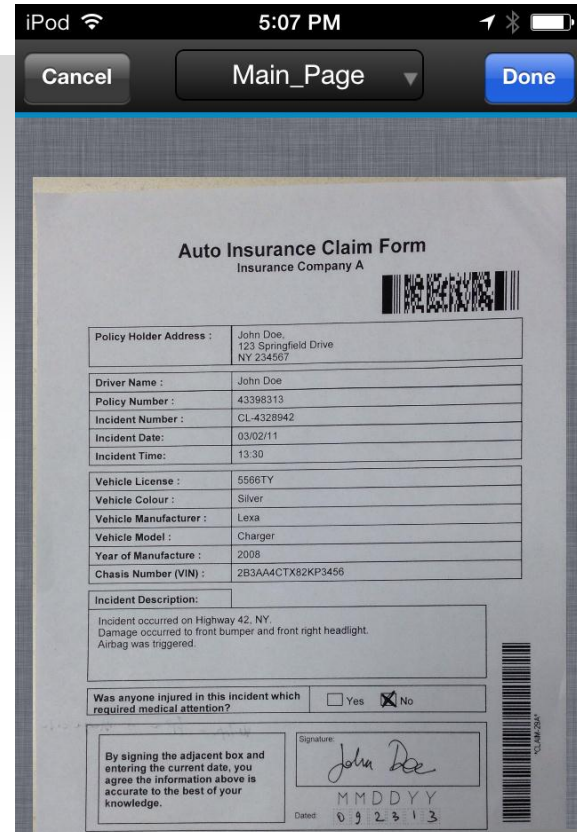 iPod 5:07 PM
Cancel Main_Page Done
Auto Insurance Claim Form
Insurance Company A
Policy Holder Address : John Doe,
123 Springfield Drive
NY 234567
Driver Name : John Doe
Policy Number : 43398313
Incident Number : CL-4328942
Incident Date: 03/02/11
Incident Time: 13:30
Vehicle License : 5566TY
Vehicle Colour : Silver
Vehicle Manufacturer : Lexa
Vehicle Model : Charger
Year of Manufacture : 2008
Chasis Number (VIN) : 2B3AA4CTX82KP3456
Incident Description:
Incident occurred on Highway 42, NY.
Damage occurred to front bumper and front right headlight.
Airbag was triggered.
Was anyone injured in this incident which
required medical attention?
Yes No
By signing the adjacent box and
entering the current date, you
agree the information above is
accurate to the best of your
knowledge.
Signature:
John Doe
MMDDYY
Dated: 092313
*CLAIM-29A*